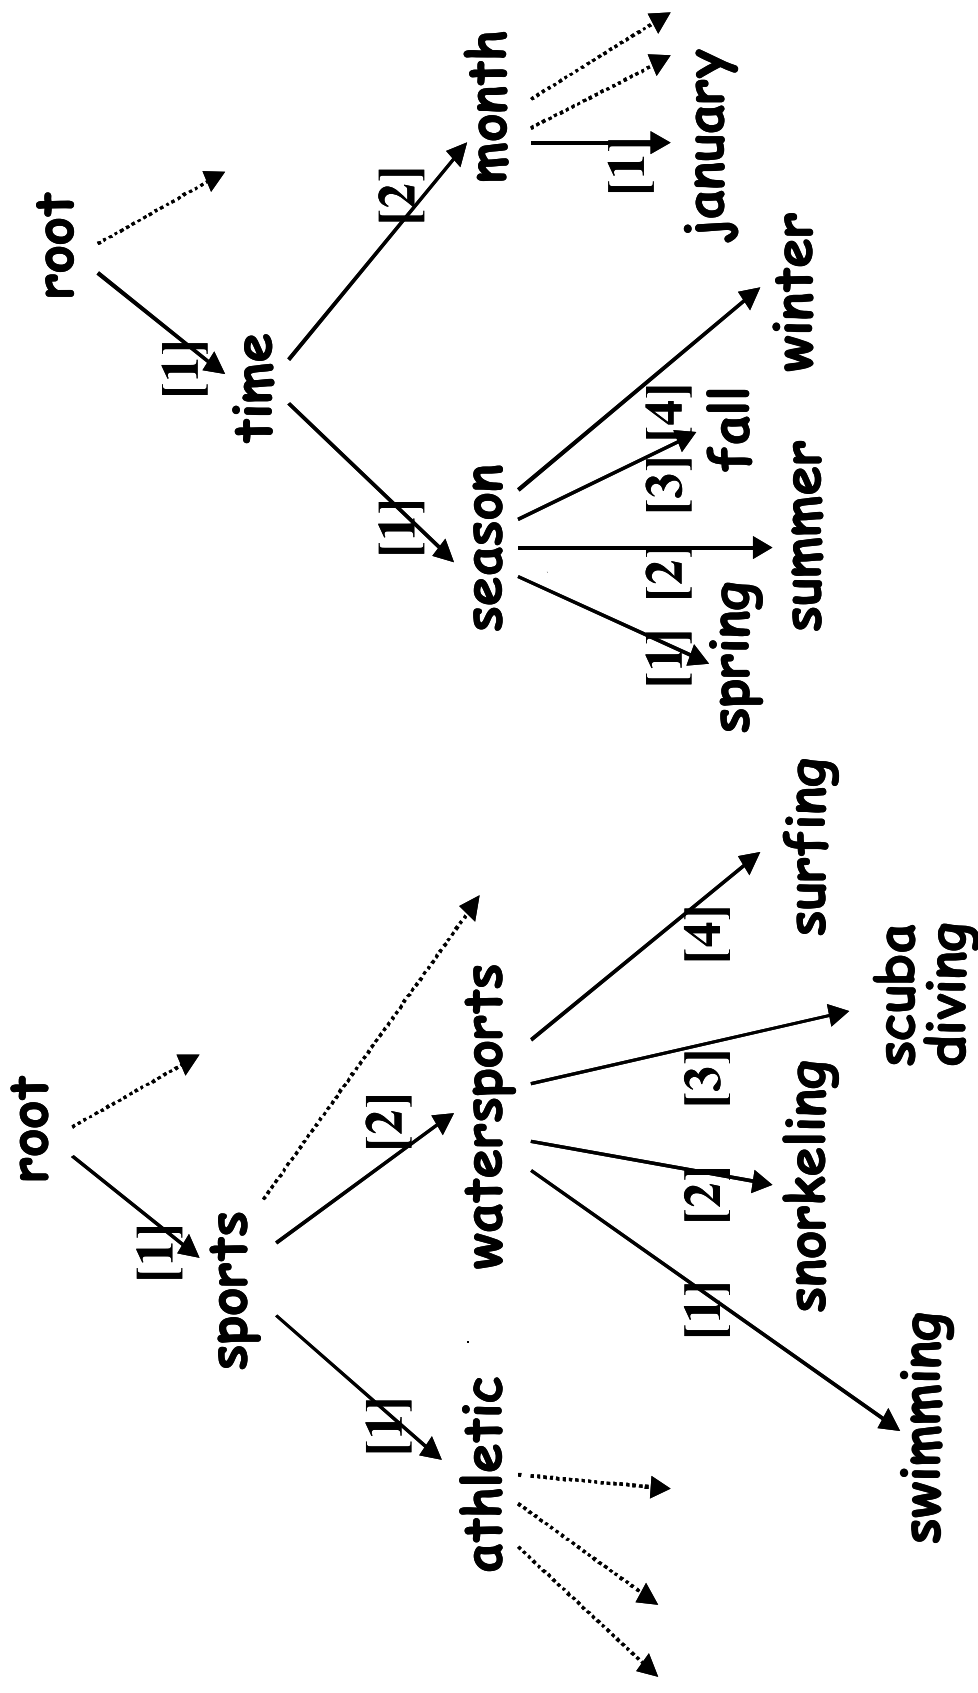 root
[1]
sports
[1]
[2]
athletic
watersports
[1]
[2]
[3]
[4]
swimming
snorkeling
scuba
diving
surfing
root
[1]
time
[1]
[2]
season
month
[1]
[2]
[3]
[4]
[1]
spring
summer
fall
winter
january